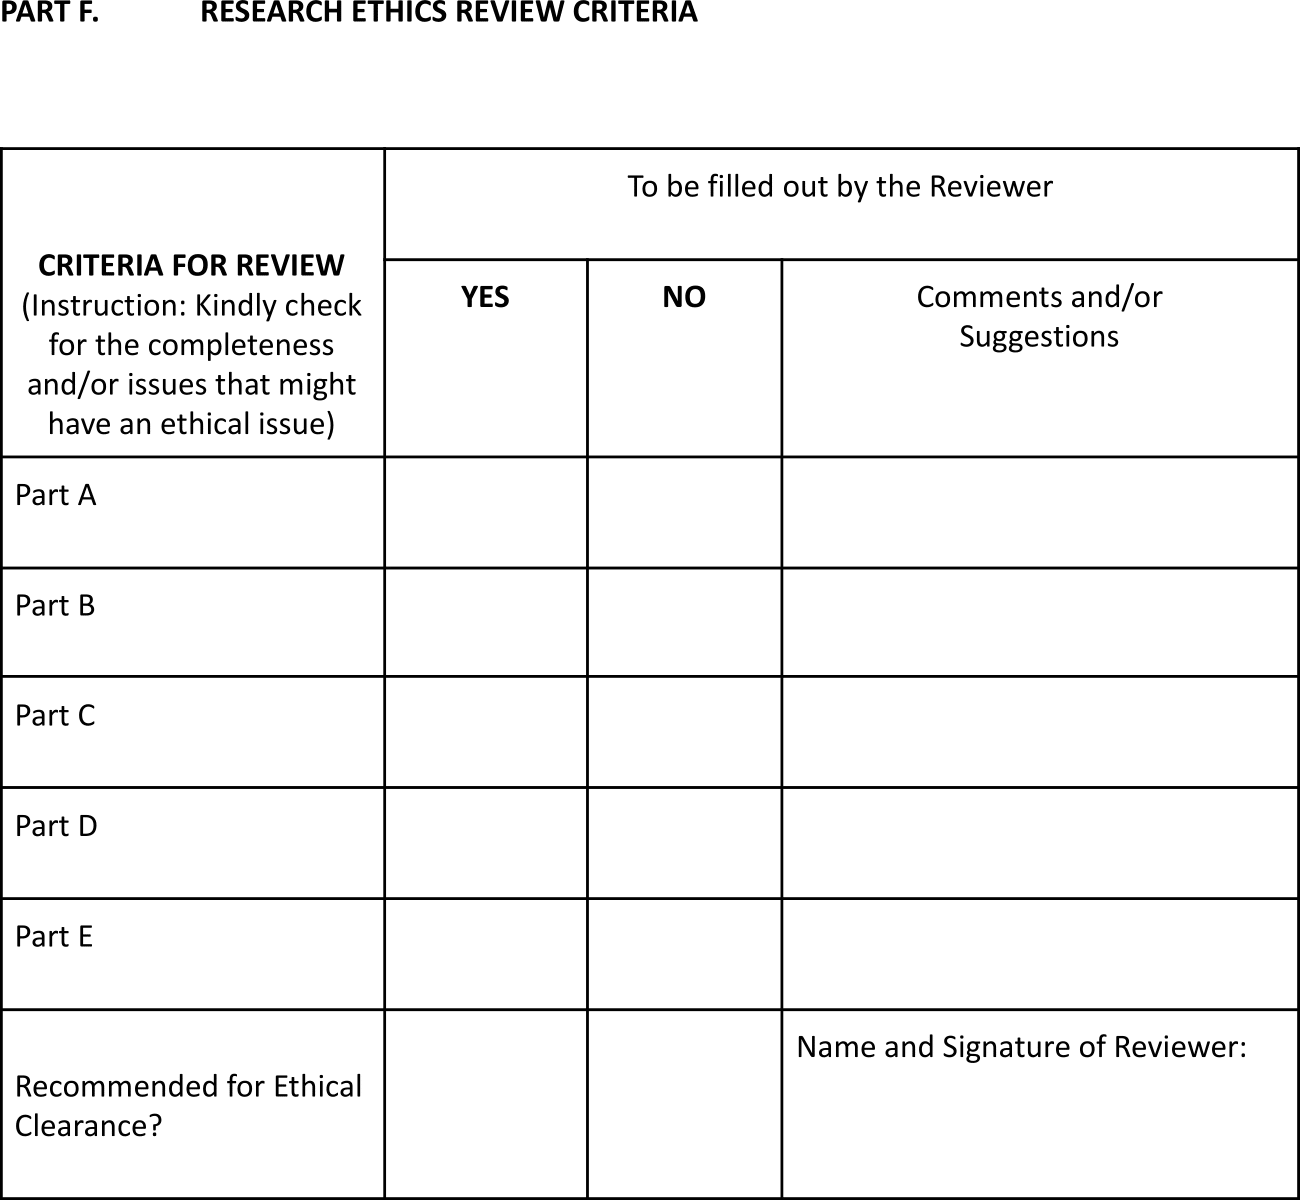 PART F. RESEARCH ETHICS REVIEW CRITERIA
To be filled out by the Reviewer
CRITERIA FOR REVIEW
(Instruction: Kindly check
for the completeness
and/or issues that might
have an ethical issue)
YES
NO
Comments and/or
Suggestions
Part A
Part B
Part C
Part D
Part E
Recommended for Ethical
Clearance?
Name and Signature of Reviewer: